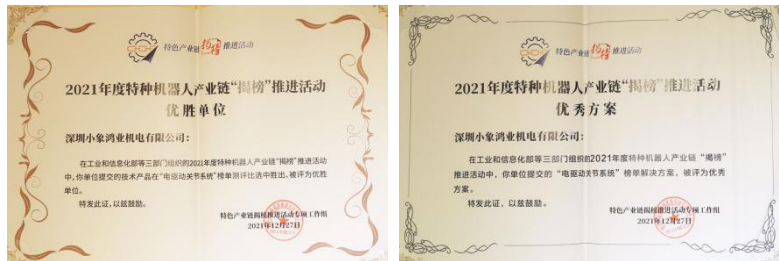 特色产业链揭榜推进活动
2021年度特种机器人产业链“揭榜”推进活动
优胜单位
深圳小象鸿业机电有限公司：
在工业和信息化部等三部门组织的2021年度特种机器人产业链“揭榜”推进活动
中，你单位提交的技术产品在“电驱动关节系统”榜单测评比选中胜出，被评为优胜
单位。
特发此证，以兹鼓励。
特色产业链揭榜推进活动专项工作组
2021年12月27日
特色产业链揭榜推进活动
2021年度特种机器人产业链“揭榜”推进活动
优秀方案
深圳小象鸿业机电有限公司：
在工业和信息化部等三部门组织的2021年度特种机器人产业链“揭榜”
推进活动中，你单位提交的“电驱动关节系统”榜单解决方案，被评为优秀
方案。
特发此证，以兹鼓励。
特色产业链揭榜推进活动专项工作组
2021年12月27日